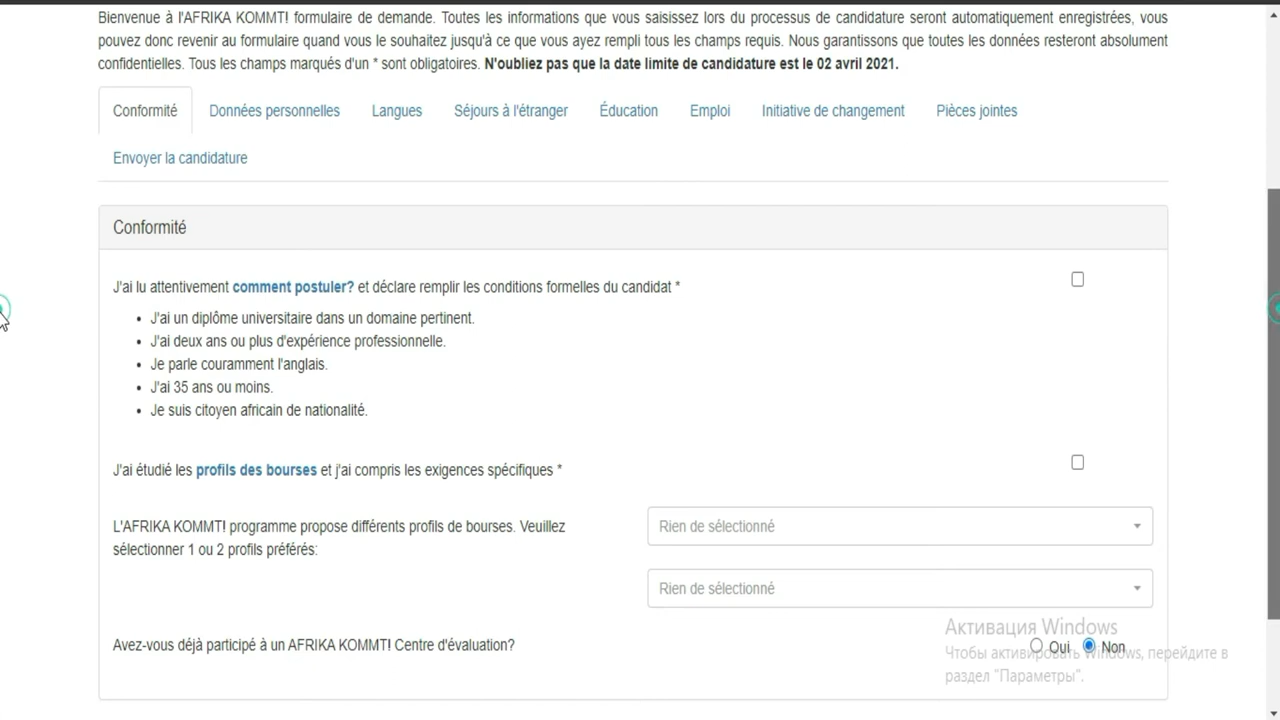 Bienvenue à l'AFRIKA KOMMT! formulaire de demande. Toutes les informations que vous saisissez lors du processus de candidature seront automatiquement enregistrées, vous
pouvez donc revenir au formulaire quand vous le souhaitez jusqu'à ce que vous ayez rempli tous les champs requis. Nous garantissons que toutes les données resteront absolument
confidentielles. Tous les champs marqués d'un * sont obligatoires. N'oubliez pas que la date limite de candidature est le 02 avril 2021.
Conformité Données personnelles Langues Séjours à l'étranger Éducation Emploi Initiative de changement Pièces jointes
Envoyer la candidature
Conformité
J'ai lu attentivement comment postuler? et déclare remplir les conditions formelles du candidat *
• J'ai un diplôme universitaire dans un domaine pertinent.
• J'ai deux ans ou plus d'expérience professionnelle.
• Je parle couramment l'anglais.
• J'ai 35 ans ou moins.
• Je suis citoyen africain de nationalité.
J'ai étudié les profils des bourses et j'ai compris les exigences spécifiques *
L'AFRIKA KOMMT! programme propose différents profils de bourses. Veuillez
sélectionner 1 ou 2 profils préférés:
Rien de sélectionné
Rien de sélectionné
Avez-vous déjà participé à un AFRIKA KOMMT! Centre d'évaluation?
Oui Non
Активация Windows
Чтобы активировать Windows, перейдите в
раздел "Параметры".